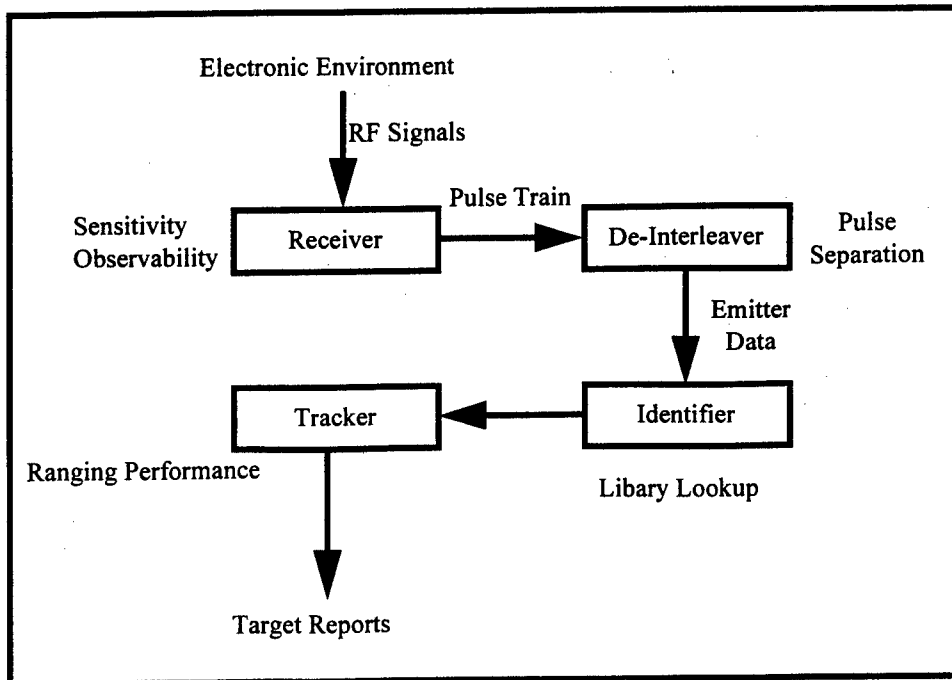 Electronic Environment
RF Signals
Pulse Train
Sensitivity
Observability
Receiver
De-Interleaver
Pulse
Separation
Emitter
Data
Tracker
Identifier
Ranging Performance
Libary Lookup
Target Reports